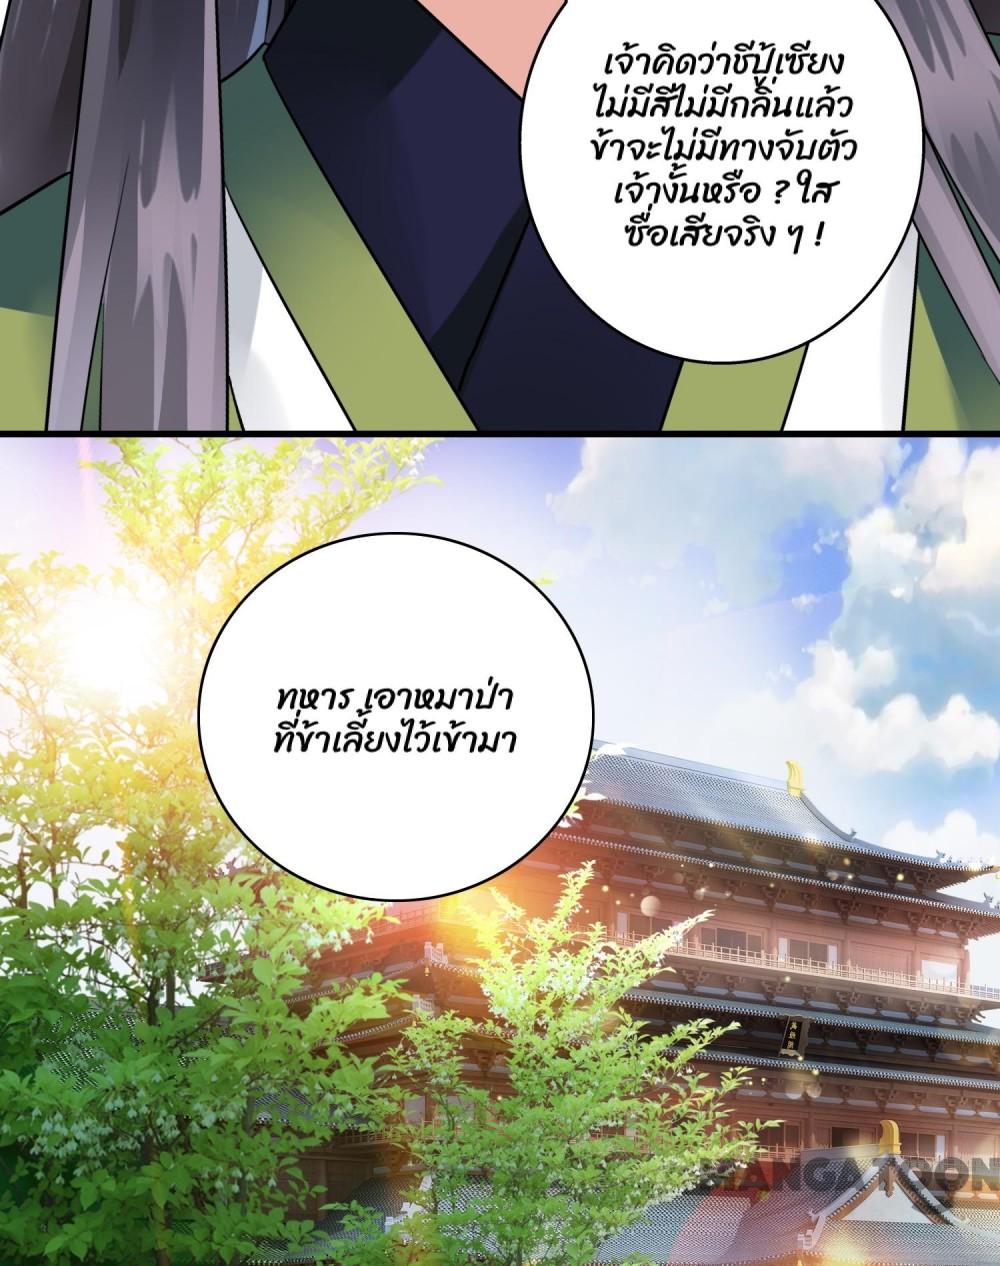 เจ้าคิดว่าชีปู้เซียง
ไม่มีสีไม่มีกลิ่นแล้ว
ข้าจะไม่มีทางจับตัว
เจ้างั้นหรือ ? ใส
ซื่อเสียจริง ๆ !
ทหาร เอาหมาป่า
ที่ข้าเลี้ยงไว้เข้ามา
MANGATOON